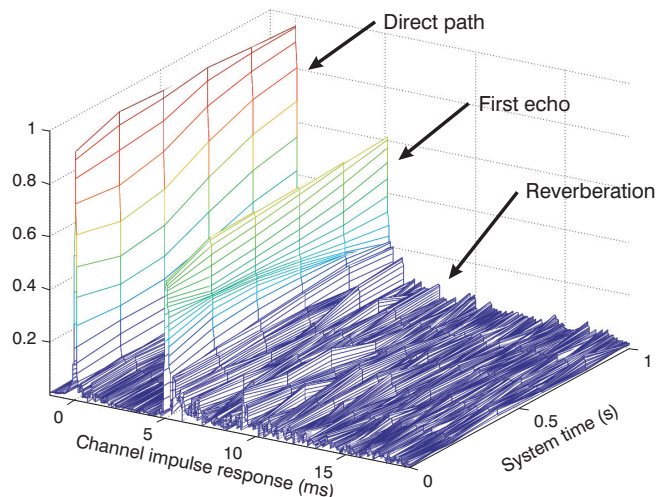 Direct path
First echo
Reverberation
1
0.8
0.6
0.4
0.2
0
5
10
15
Channel impulse response (ms)
0
0.5
1
System time (s)